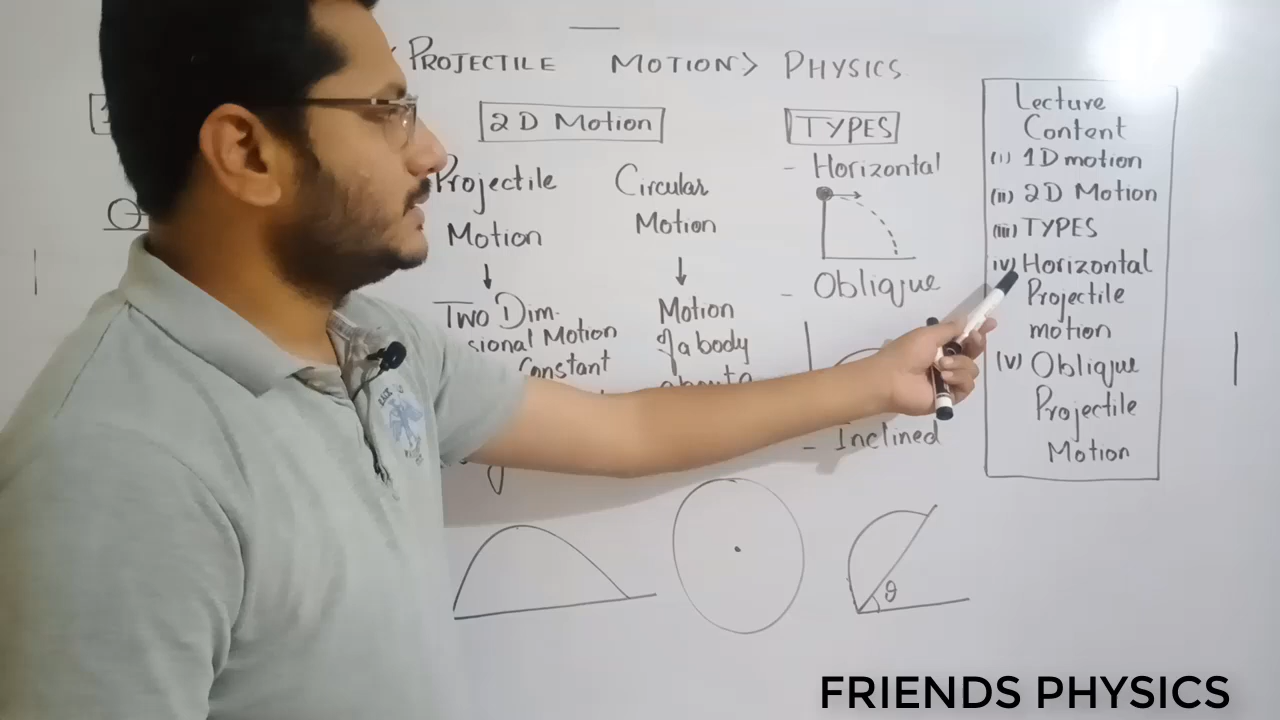 PROJECTILE MOTION> PHYSICS
2D Motion
Projectile
Motion
Two Dim-
sional Motion
Constant
Circular
Motion
Motion
of a body
about a
TYPES
- Horizontal
- Oblique
- Inclined
θ
Lecture
Content
(i) 1D motion
(ii) 2D Motion
(iii) TYPES
(iv) Horizontal
Projectile
motion
(v) Oblique
Projectile
Motion
FRIENDS PHYSICS